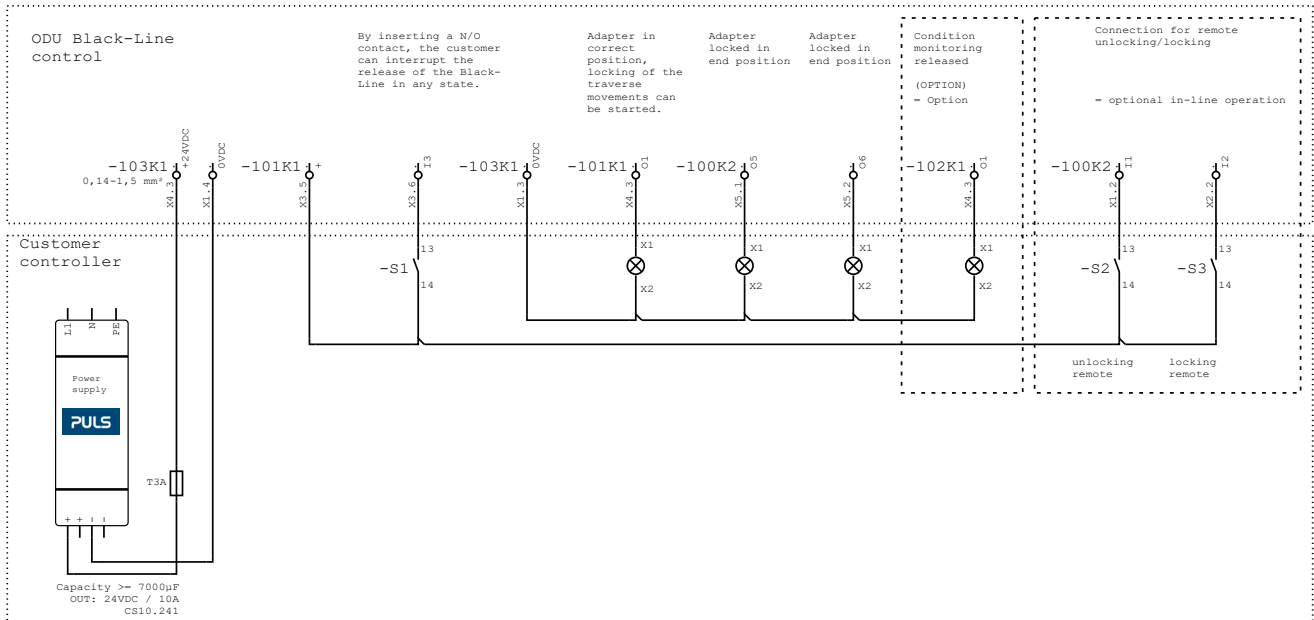 ODU Black-Line
control
By inserting a N/O
contact, the customer
can interrupt the
release of the Black-
Line in any state.
Adapter in
correct
position,
locking of the
traverse
movements can
be started.
Adapter
locked in
end position
Adapter
locked in
end position
Condition
monitoring
released
(OPTION)
= Option
Connection for remote
unlocking/locking
= optional in-line operation
-103K1
0,14-1,5 mm²
+24VDC
X4.3
0VDC
X1.4
-101K1
+
X3.5
I3
X3.6
-103K1
0VDC
X1.3
-101K1
O1
X4.3
-100K2
O5
X5.1
O6
X5.2
-102K1
O1
X4.3
-100K2
I1
X1.2
I2
X2.2
Customer
controller
-S1
13
14
X1
X2
X1
X2
X1
X2
X1
X2
-S2
13
14
-S3
13
14
unlocking
remote
locking
remote
L1
N
PE
Power
supply
PULS
T3A
+
+
-
-
Capacity >= 7000µF
OUT: 24VDC / 10A
CS10.241